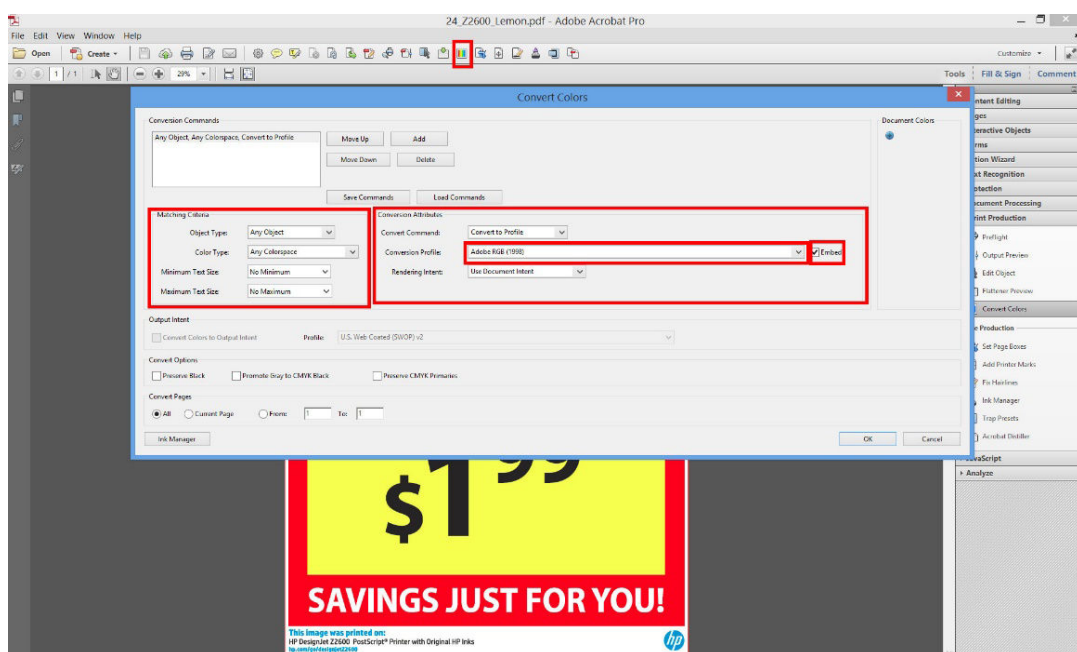 24_Z2600_Lemon.pdf - Adobe Acrobat Pro
File Edit View Window Help
Open Create Customize
1 / 1 29% Tools Fill & Sign Comment
Convert Colors
Conversion Commands
Any Object, Any Colorspace, Convert to Profile
Move Up Add
Move Down Delete
Save Commands Load Commands
Document Colors
Matching Criteria
Object Type: Any Object
Color Type: Any Colorspace
Minimum Text Size: No Minimum
Maximum Text Size: No Maximum
Conversion Attributes
Convert Command: Convert to Profile
Conversion Profile: Adobe RGB (1998) Embed
Rendering Intent: Use Document Intent
Output Intent
Convert Colors to Output Intent Profile: U.S. Web Coated (SWOP) v2
Convert Options
Preserve Black Promote Gray to CMYK Black Preserve CMYK Primaries
Convert Pages
All Current Page From: 1 To: 1
Ink Manager OK Cancel
ntent Editing
ges
teractive Objects
rms
tion Wizard
xt Recognition
otection
ocument Processing
rint Production
Preflight
Output Preview
Edit Object
Flattener Preview
Convert Colors
e Production
Set Page Boxes
Add Printer Marks
Fix Hairlines
Ink Manager
Trap Presets
Acrobat Distiller
JavaScript
Analyze
$1 99
SAVINGS JUST FOR YOU!
This image was printed on:
HP DesignJet Z2600 PostScript® Printer with Original HP Inks
hp.com/go/designjetZ2600
hp